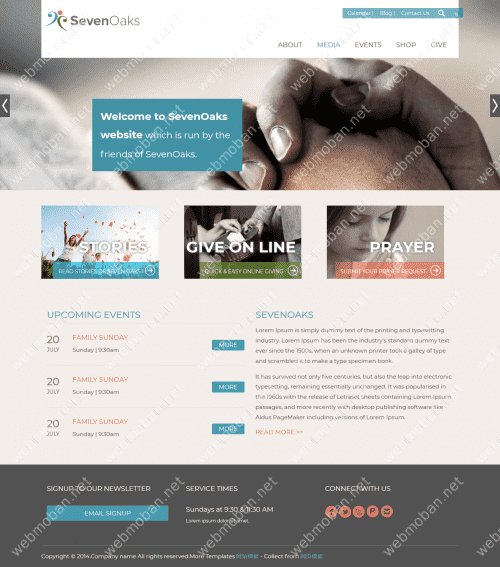 Calendar | Blog | Contact Us
SevenOaks
ABOUT MEDIA EVENTS SHOP GIVE
Welcome to SevenOaks
website which is run by the
friends of SevenOaks.
STORIES
READ STORIES OF SEVENOAK
GIVE ON LINE
QUICK & EASY ONLINE GIVING
PRAYER
SUBMIT YOUR PRAYER REQUEST
UPCOMING EVENTS
20 FAMILY SUNDAY
JULY Sunday | 9:30am MORE
20 FAMILY SUNDAY
JULY Sunday | 9:30am MORE
20 FAMILY SUNDAY
JULY Sunday | 9:30am MORE
SEVENOAKS
Lorem Ipsum is simply dummy text of the printing and typesetting
industry. Lorem Ipsum has been the industry's standard dummy text
ever since the 1500s, when an unknown printer took a galley of type
and scrambled it to make a type specimen book.
It has survived not only five centuries, but also the leap into electronic
typesetting, remaining essentially unchanged. It was popularised in
the 1960s with the release of Letraset sheets containing Lorem Ipsum
passages, and more recently with desktop publishing software like
Aldus PageMaker including versions of Lorem Ipsum.
READ MORE >>
SIGNUP TO OUR NEWSLETTER
EMAIL SIGNUP
SERVICE TIMES
Sundays at 9:30 & 11:30 AM
Lorem ipsum dolor sit amet.
CONNECT WITH US
Copyright © 2014.Company name All rights reserved.More Templates - Collect from
webmoban.net